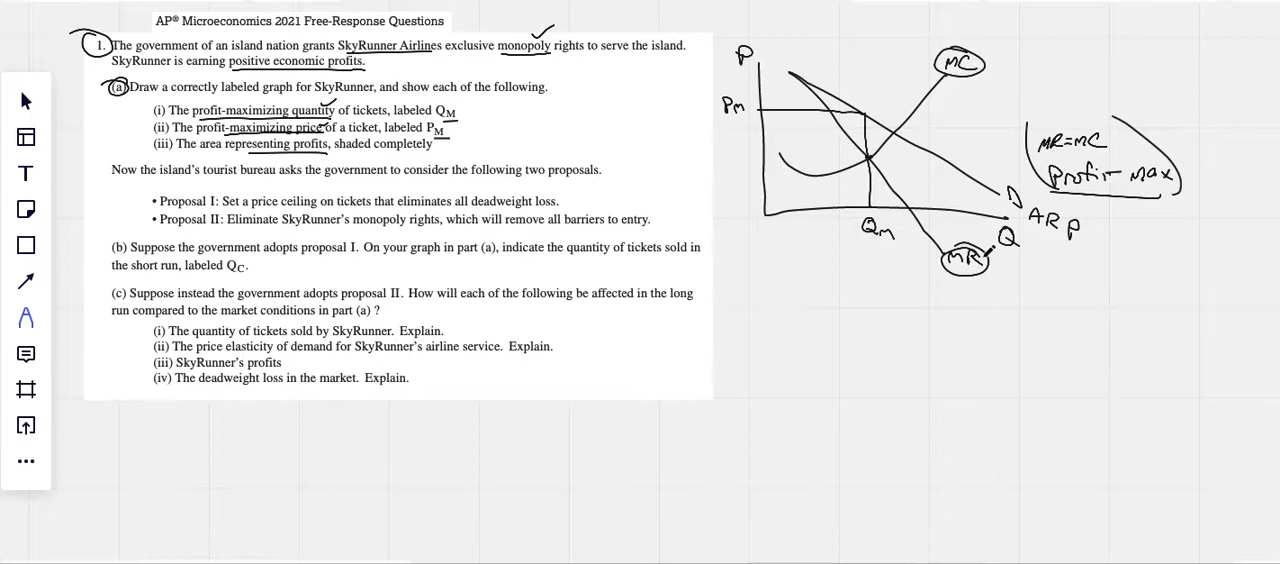 AP® Microeconomics 2021 Free-Response Questions
1. The government of an island nation grants SkyRunner Airlines exclusive monopoly rights to serve the island.
SkyRunner is earning positive economic profits.
(a) Draw a correctly labeled graph for SkyRunner, and show each of the following.
(i) The profit-maximizing quantity of tickets, labeled QM
(ii) The profit-maximizing price of a ticket, labeled PM
(iii) The area representing profits, shaded completely
Now the island's tourist bureau asks the government to consider the following two proposals.
• Proposal I: Set a price ceiling on tickets that eliminates all deadweight loss.
• Proposal II: Eliminate SkyRunner's monopoly rights, which will remove all barriers to entry.
(b) Suppose the government adopts proposal I. On your graph in part (a), indicate the quantity of tickets sold in
the short run, labeled QC.
(c) Suppose instead the government adopts proposal II. How will each of the following be affected in the long
run compared to the market conditions in part (a) ?
(i) The quantity of tickets sold by SkyRunner. Explain.
(ii) The price elasticity of demand for SkyRunner's airline service. Explain.
(iii) SkyRunner's profits
(iv) The deadweight loss in the market. Explain.
P
MC
Pm
MR=MC
Profit Max
D
AR P
Qm
Q
MR
T